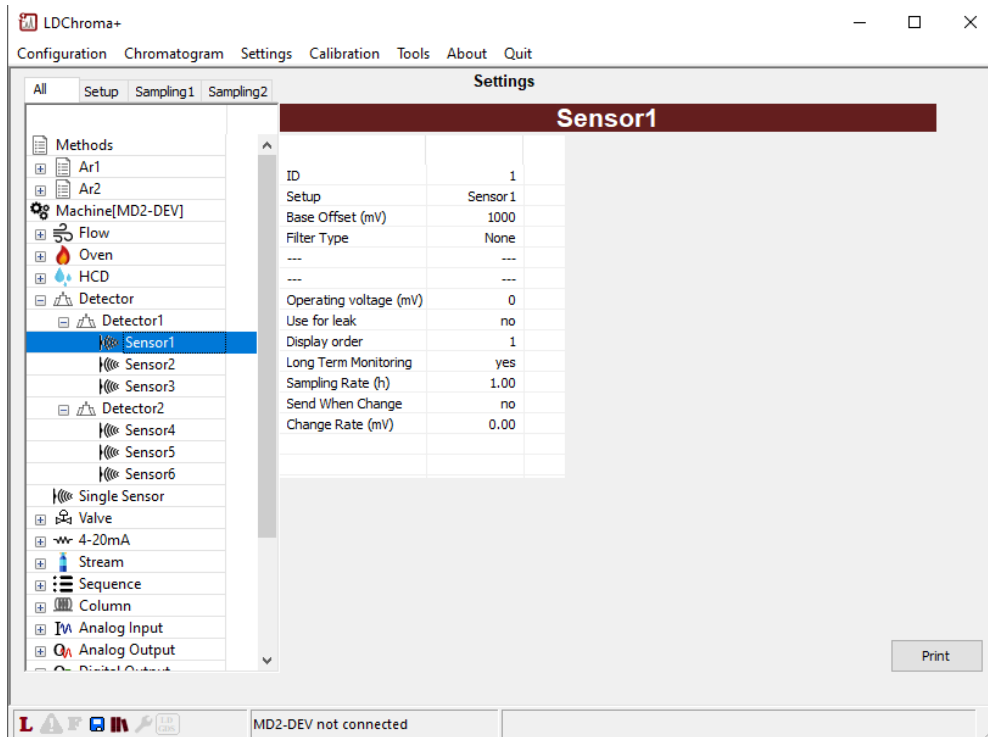 LDChroma+
Configuration Chromatogram Settings Calibration Tools About Quit
All Setup Sampling1 Sampling2
Settings
Sensor1
Methods
Ar1
Ar2
Machine[MD2-DEV]
Flow
Oven
HCD
Detector
Detector1
Sensor1
Sensor2
Sensor3
Detector2
Sensor4
Sensor5
Sensor6
Single Sensor
Valve
4-20mA
Stream
Sequence
Column
Analog Input
Analog Output
Digital Output
ID 1
Setup Sensor1
Base Offset (mV) 1000
Filter Type None
--- ---
--- ---
Operating voltage (mV) 0
Use for leak no
Display order 1
Long Term Monitoring yes
Sampling Rate (h) 1.00
Send When Change no
Change Rate (mV) 0.00
Print
L F LD GDS MD2-DEV not connected